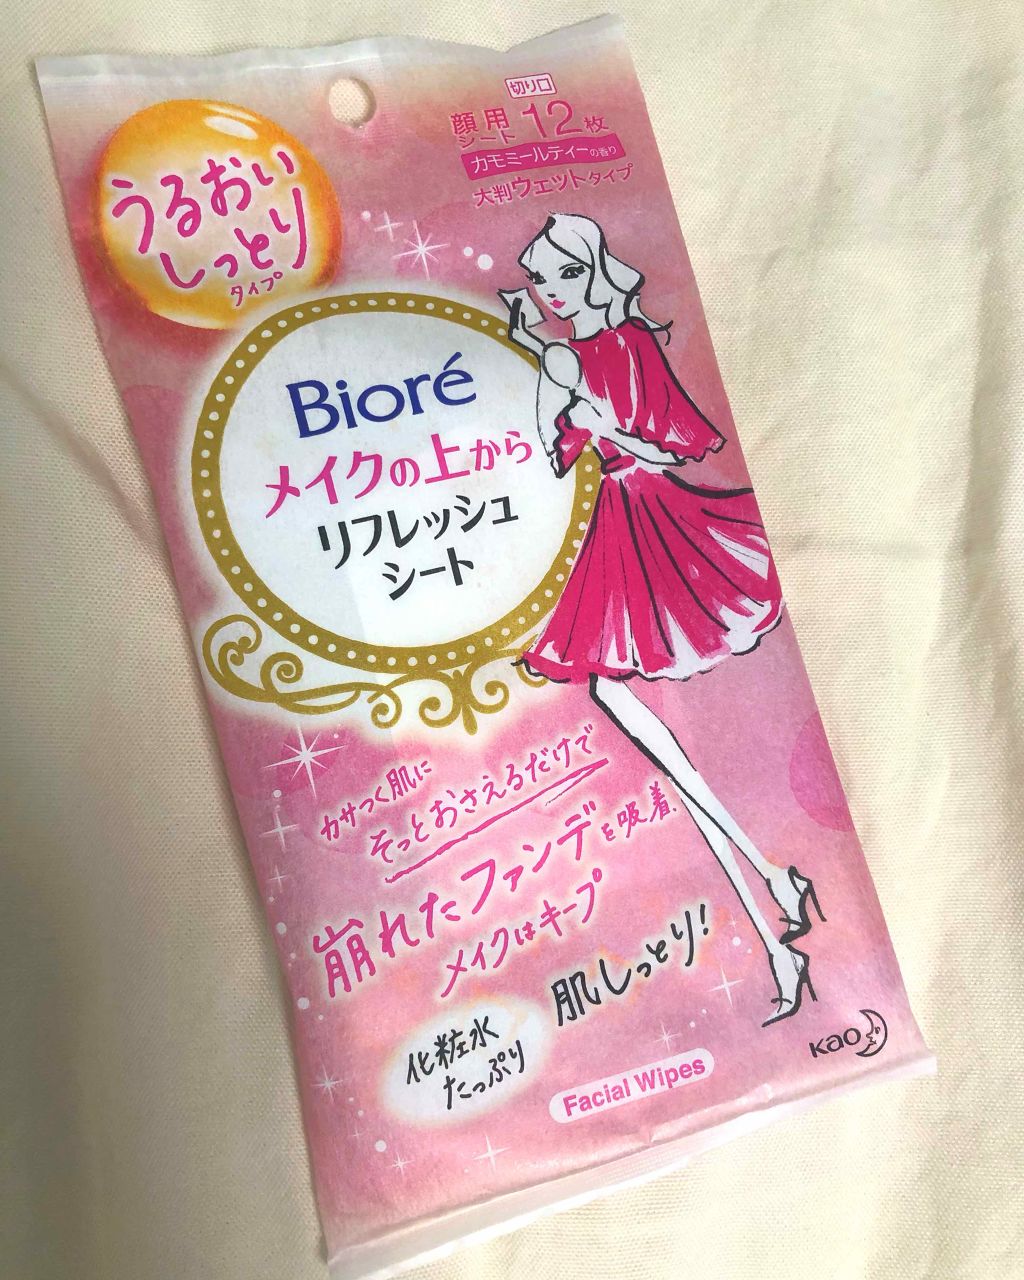 切り口
顔用
シート
12枚
カモミールティーの香り
大判ウェットタイプ
うるおい
しっとり
タイプ
Bioré
メイクの上から
リフレッシュ
シート
カサつく肌に
そっとおさえるだけで
崩れたファンデを吸着、
メイクはキープ
肌しっとり!
化粧水
たっぷり
Facial Wipes
Kao